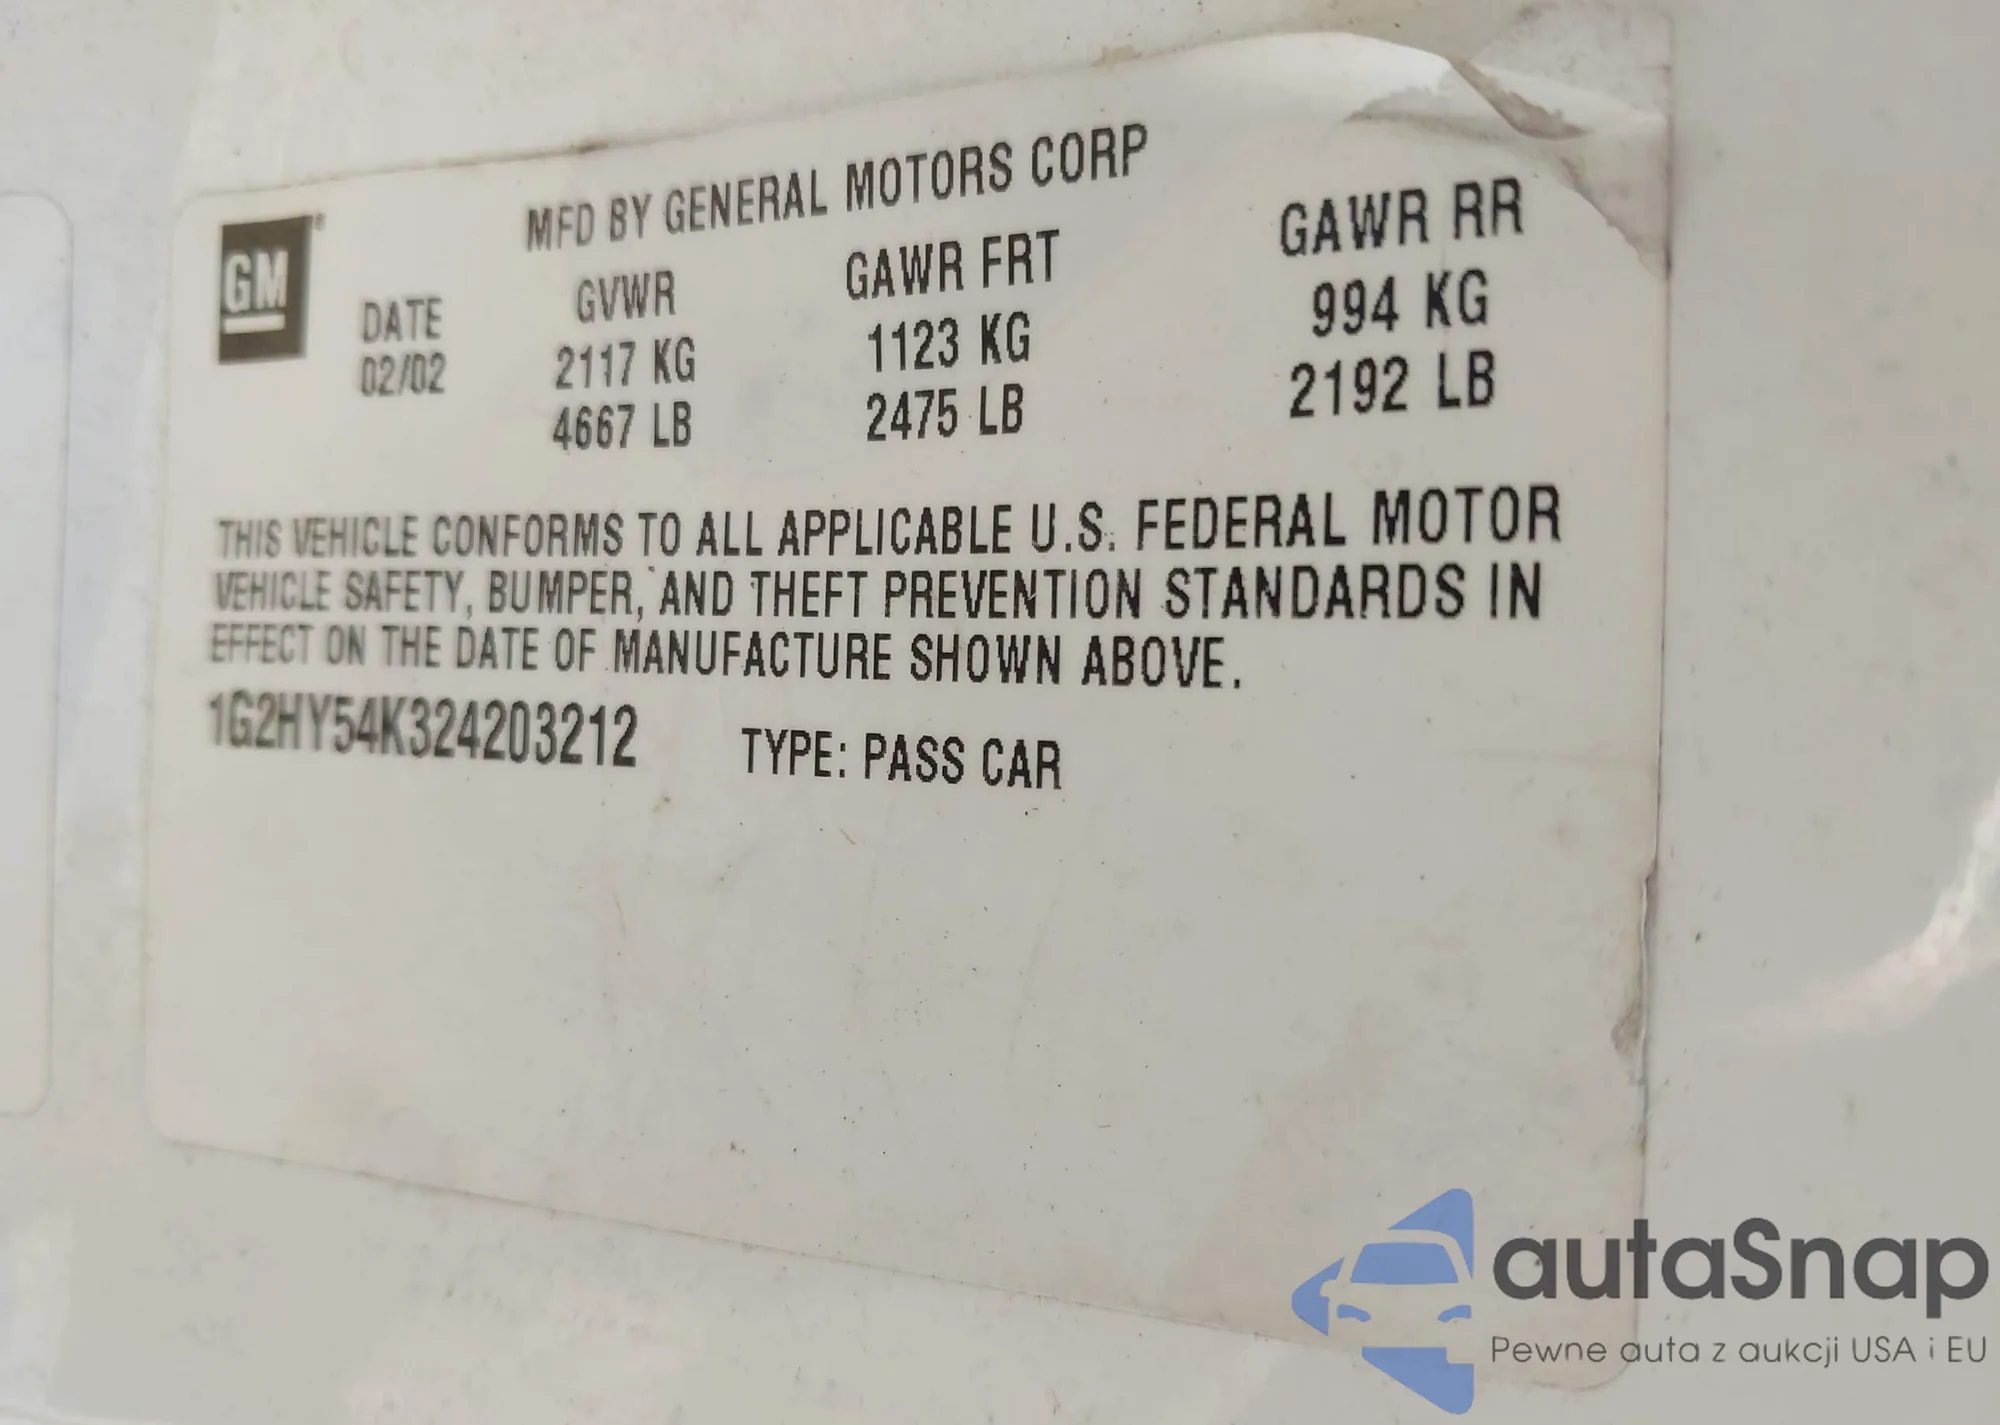 MFD BY GENERAL MOTORS CORP
GM®
DATE GVWR GAWR FRT GAWR RR
02/02 2117 KG 1123 KG 994 KG
4667 LB 2475 LB 2192 LB
THIS VEHICLE CONFORMS TO ALL APPLICABLE U.S. FEDERAL MOTOR
VEHICLE SAFETY, BUMPER, AND THEFT PREVENTION STANDARDS IN
EFFECT ON THE DATE OF MANUFACTURE SHOWN ABOVE.
1G2HY54K324203212 TYPE: PASS CAR
autaSnap
Pewne auta z aukcji USA i EU